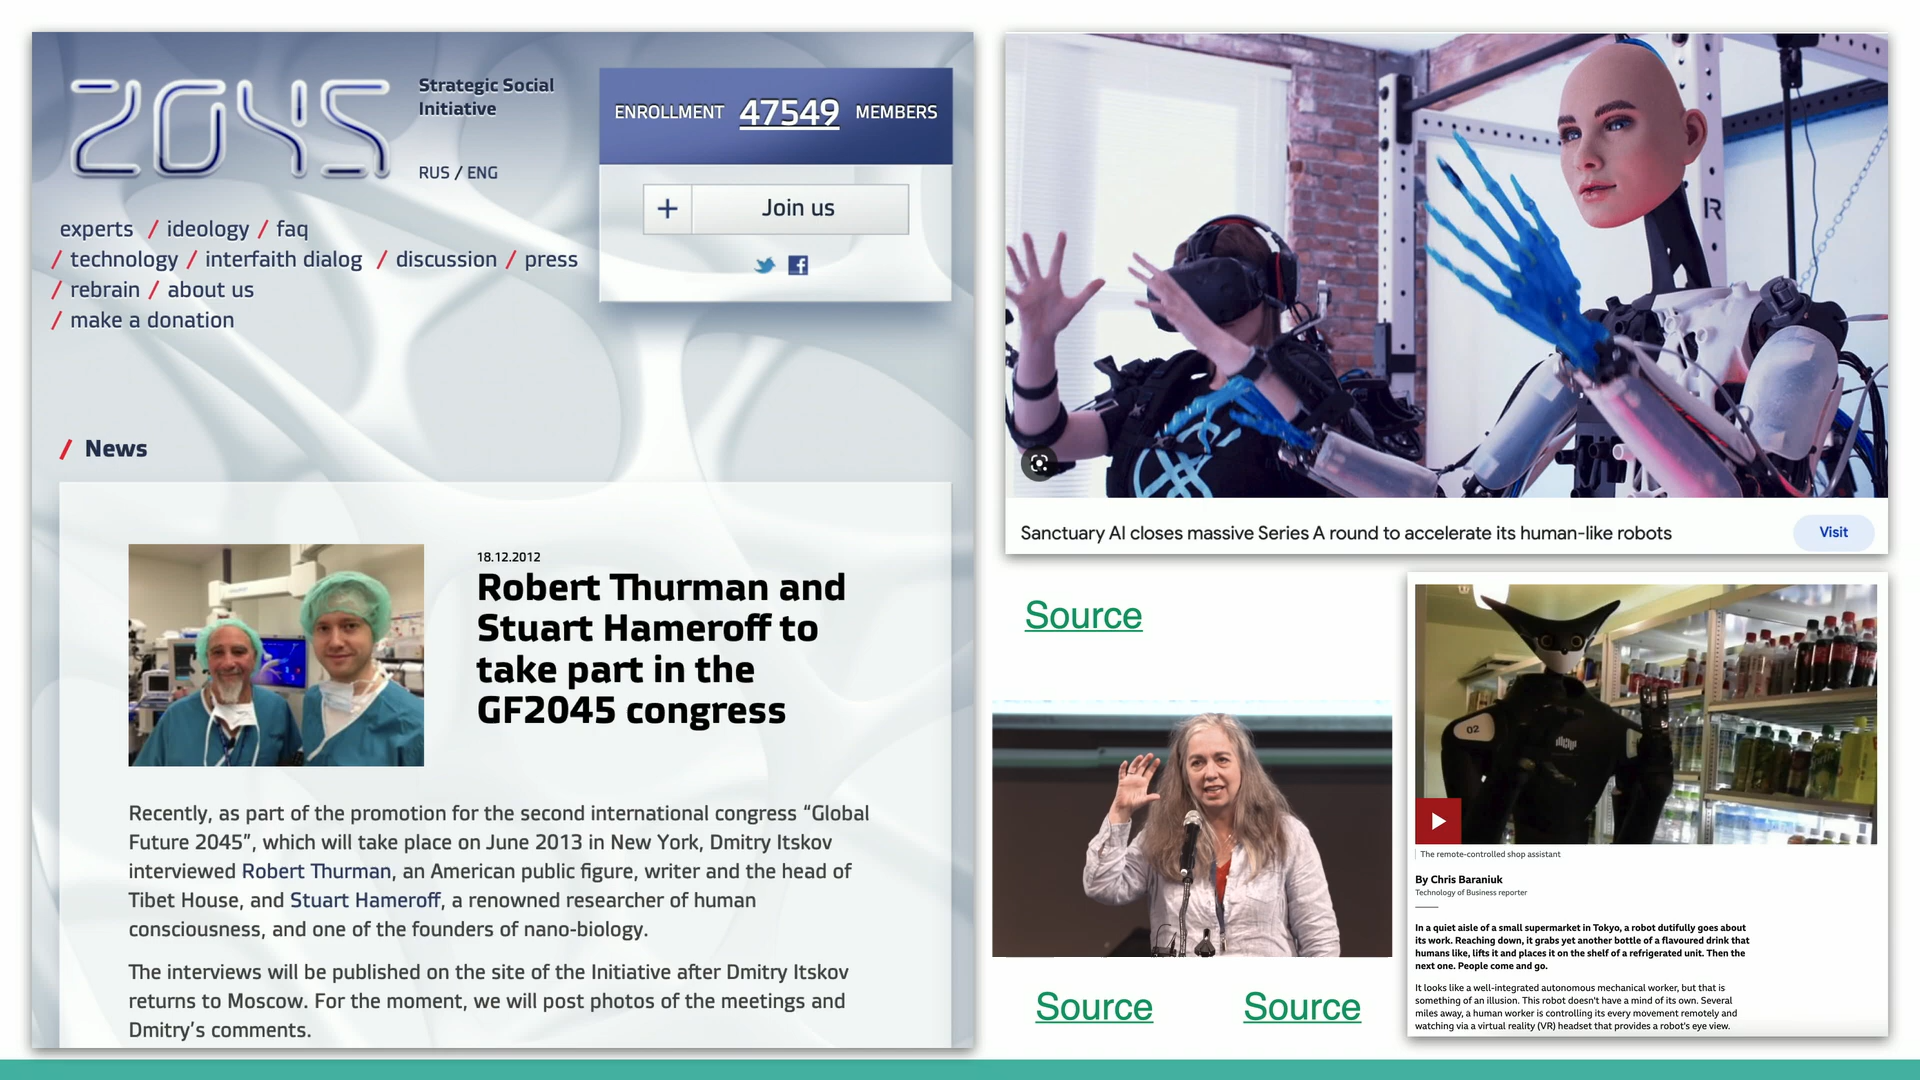 2045
Strategic Social
Initiative
RUS / ENG
ENROLLMENT 47549 MEMBERS
+ Join us
experts / ideology / faq
/ technology / interfaith dialog / discussion / press
/ rebrain / about us
/ make a donation
/ News
18.12.2012
Robert Thurman and
Stuart Hameroff to
take part in the
GF2045 congress
Recently, as part of the promotion for the second international congress “Global
Future 2045”, which will take place on June 2013 in New York, Dmitry Itskov
interviewed Robert Thurman, an American public figure, writer and the head of
Tibet House, and Stuart Hameroff, a renowned researcher of human
consciousness, and one of the founders of nano-biology.
The interviews will be published on the site of the Initiative after Dmitry Itskov
returns to Moscow. For the moment, we will post photos of the meetings and
Dmitry’s comments.
R
Sanctuary AI closes massive Series A round to accelerate its human-like robots
Visit
Source
02
The remote-controlled shop assistant
By Chris Baraniuk
Technology of Business reporter
In a quiet aisle of a small supermarket in Tokyo, a robot dutifully goes about
its work. Reaching down, it grabs yet another bottle of a flavoured drink that
humans like, lifts it and places it on the shelf of a refrigerated unit. Then the
next one. People come and go.
It looks like a well-integrated autonomous mechanical worker, but that is
something of an illusion. This robot doesn't have a mind of its own. Several
miles away, a human worker is controlling its every movement remotely and
watching via a virtual reality (VR) headset that provides a robot's eye view.
Source
Source